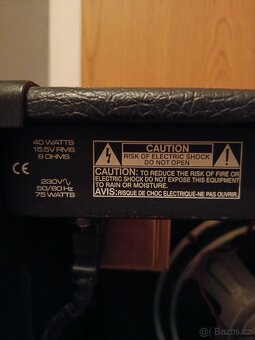 40 WATTS
15.5V RMS
6 OHMS
CE
230V~
50/60 Hz
75 WATTS
CAUTION
RISK OF ELECTRIC SHOCK
DO NOT OPEN
CAUTION: TO REDUCE THE RISK OF FIRE OR
ELECTRIC SHOCK DO NOT EXPOSE THIS EQUIPMENT
TO RAIN OR MOISTURE.
AVIS: RISQUE DE CHOC ELECTRIQUE-NE PAS OUVRIR.
Bazoš.cz